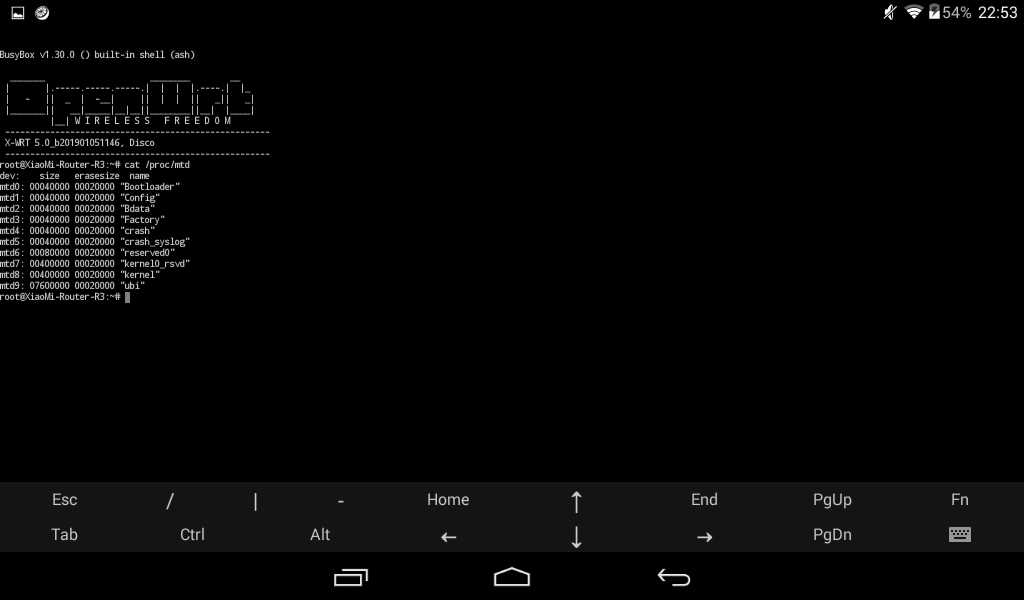 54% 22:53
BusyBox v1.30.0 () built-in shell (ash)
OpenWrt
W I R E L E S S   F R E E D O M
-----------------------------------------------------
X-WRT 5.0_b201901051146, Disco
-----------------------------------------------------
root@XiaoMi-Router-R3:~# cat /proc/mtd
dev:    size   erasesize  name
mtd0: 00040000 00020000 "Bootloader"
mtd1: 00040000 00020000 "Config"
mtd2: 00040000 00020000 "Bdata"
mtd3: 00040000 00020000 "Factory"
mtd4: 00040000 00020000 "crash"
mtd5: 00040000 00020000 "crash_syslog"
mtd6: 00080000 00020000 "reserved0"
mtd7: 00400000 00020000 "kernel0_rsvd"
mtd8: 00400000 00020000 "kernel"
mtd9: 07600000 00020000 "ubi"
root@XiaoMi-Router-R3:~#
Esc / | - Home ↑ End PgUp Fn
Tab Ctrl Alt ← ↓ → PgDn